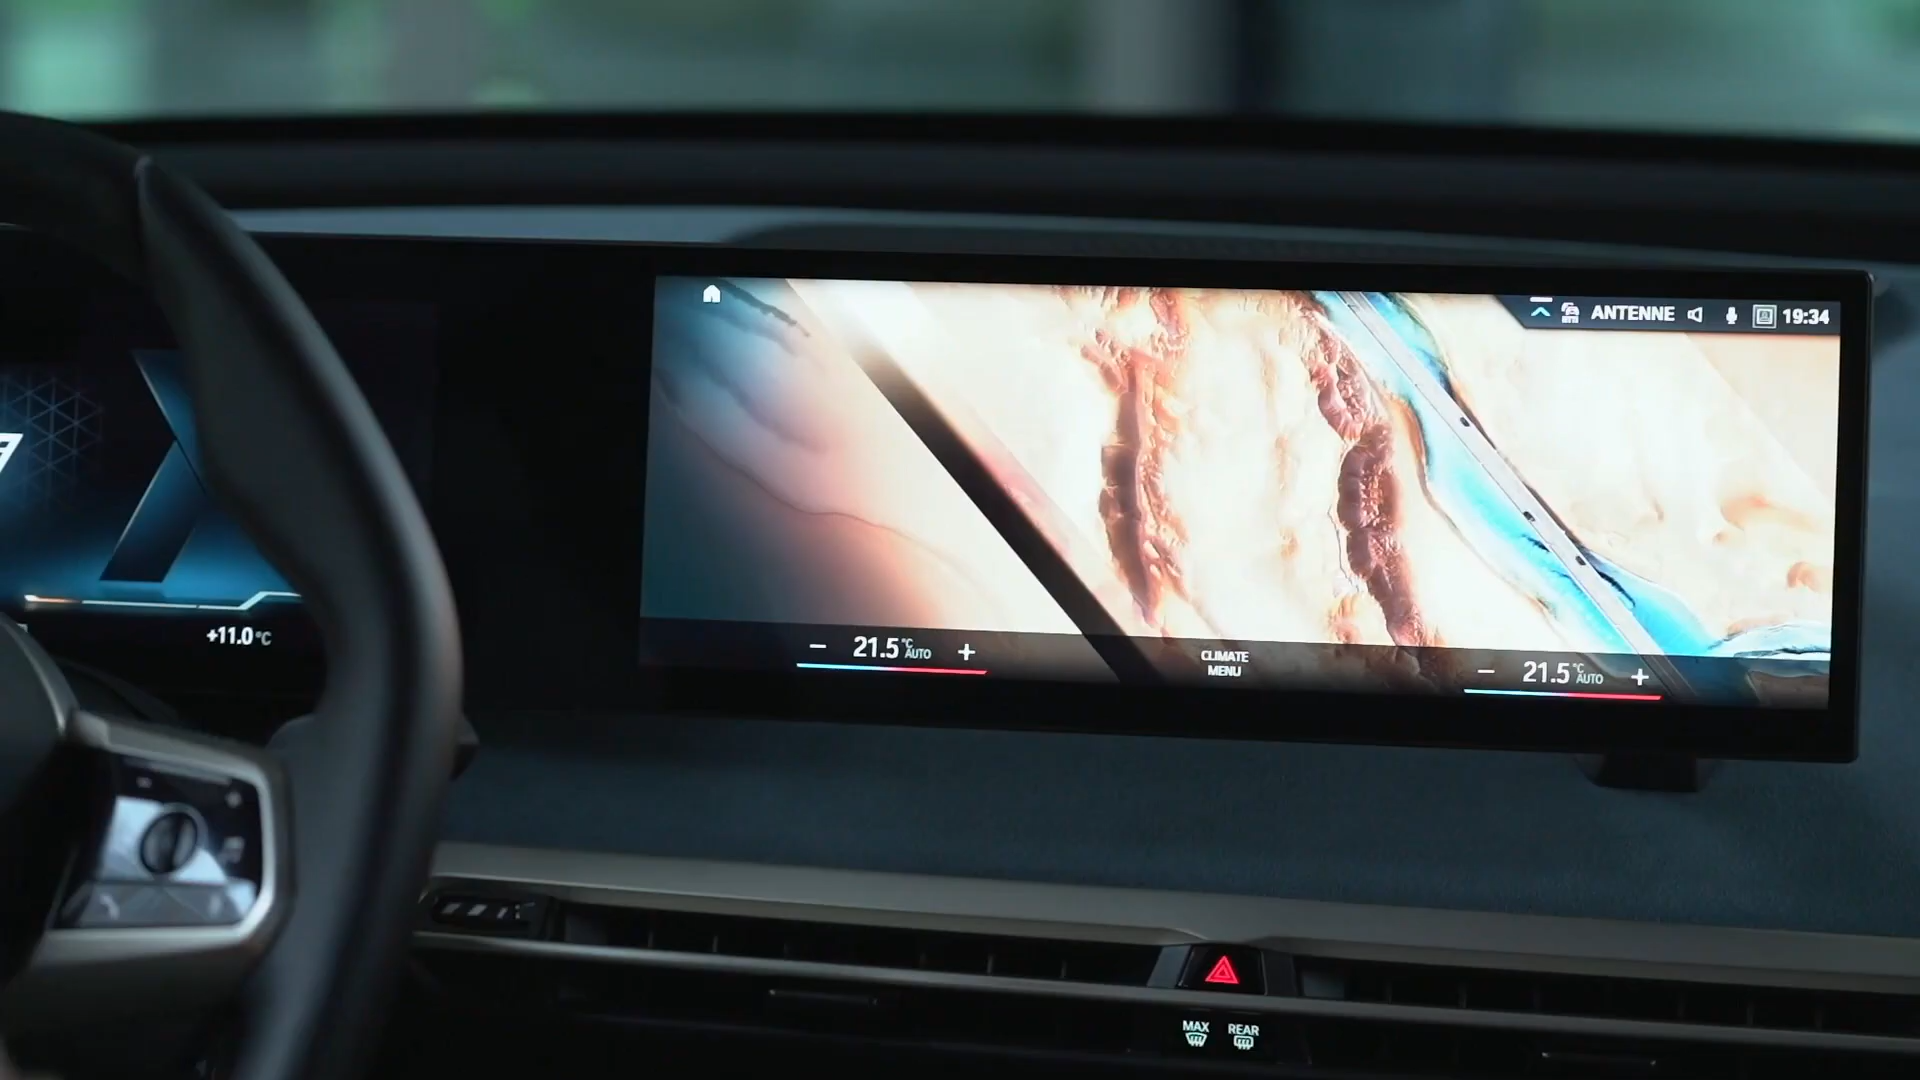 ANTENNE 19:34
+11.0°C
− 21.5 °C AUTO +
CLIMATE
MENU
− 21.5 °C AUTO +
MAX REAR